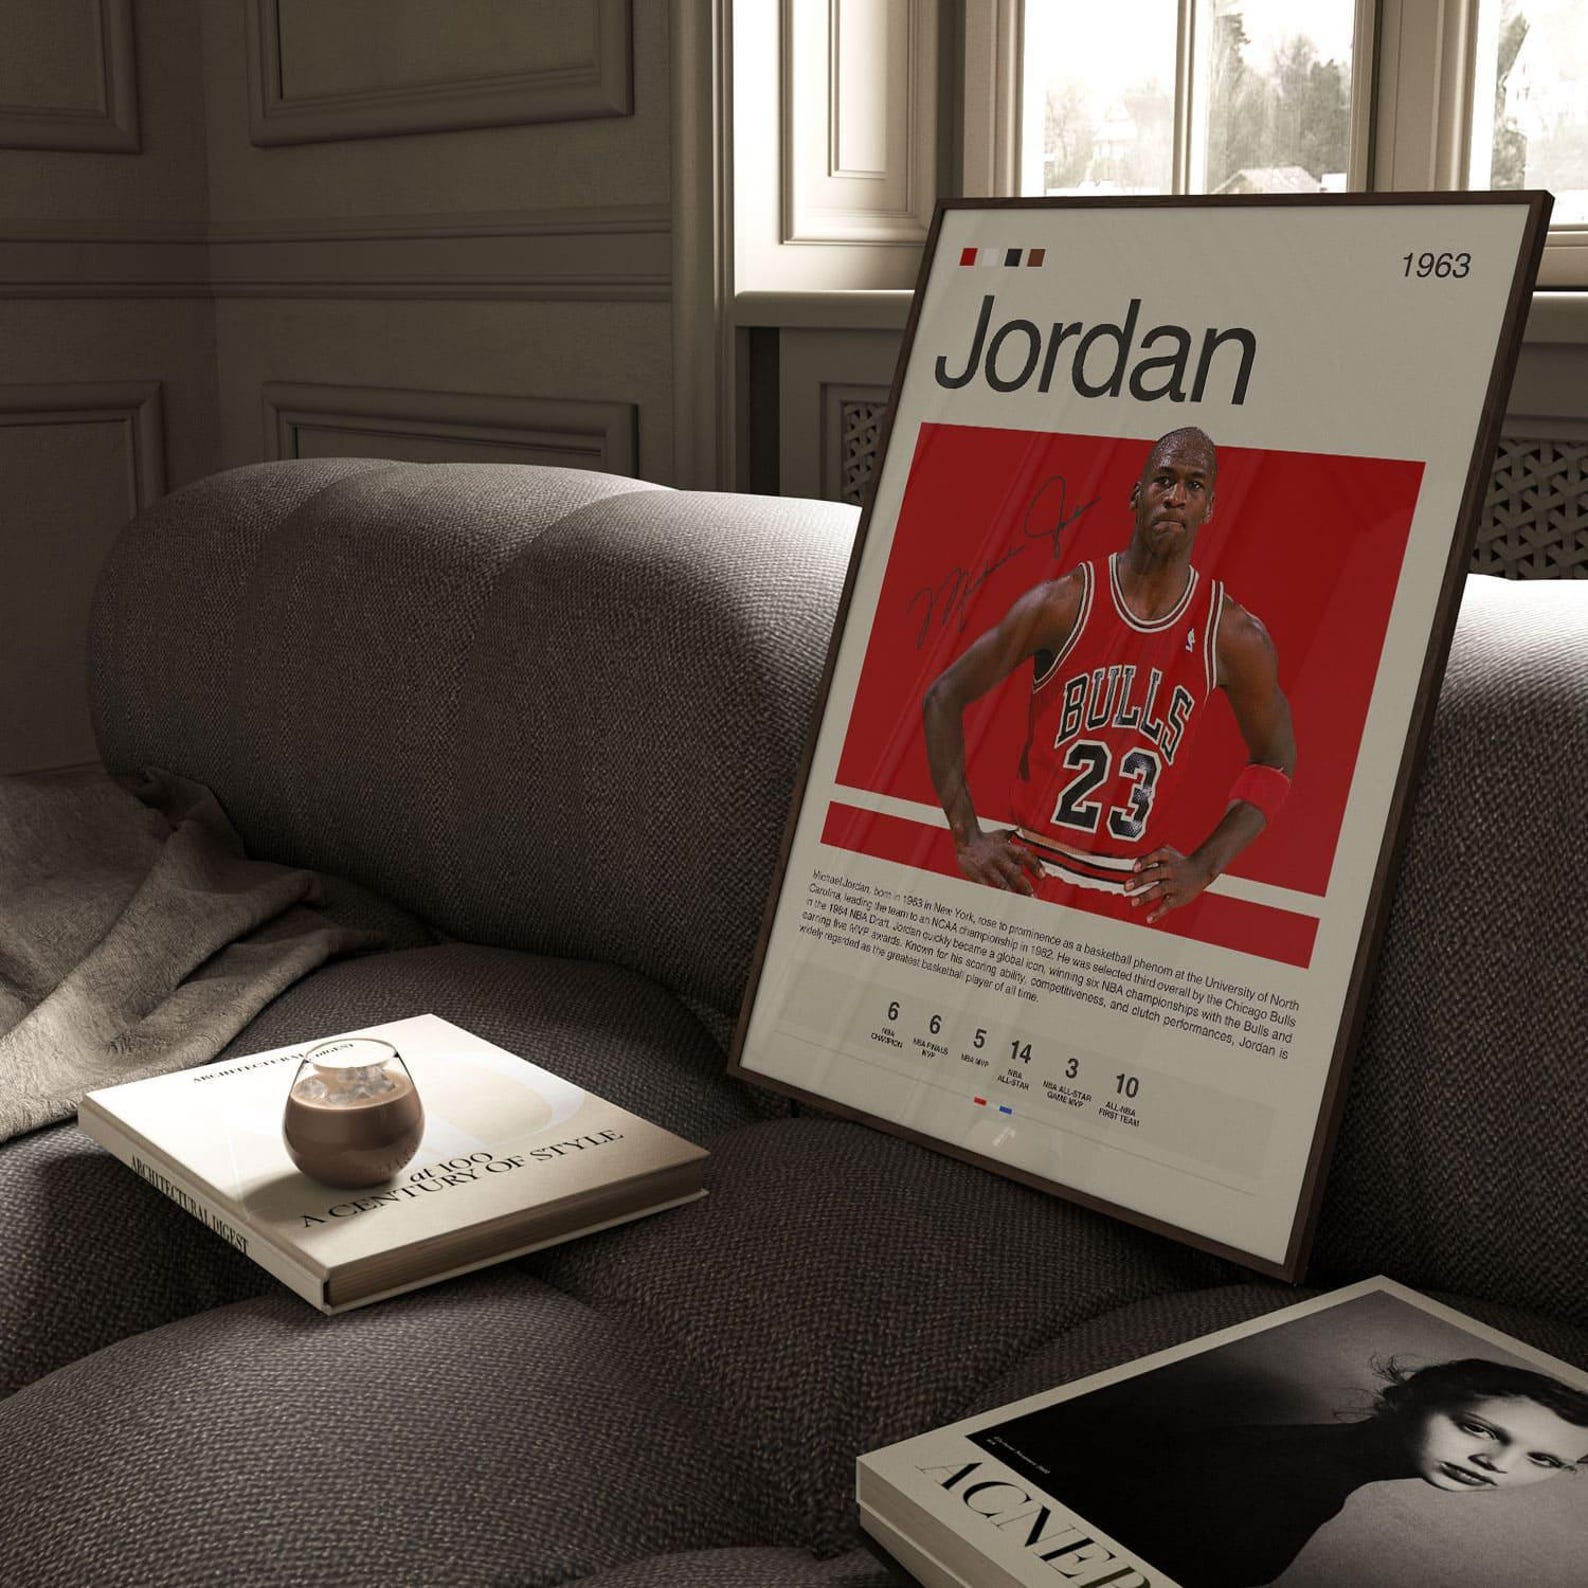 1963
Jordan
Michael Jordan
BULLS
23
Michael Jordan, born in 1963 in New York, rose to prominence as a basketball phenom at the University of North
Carolina, leading the team to an NCAA championship in 1982. He was selected third overall by the Chicago Bulls
in the 1984 NBA Draft. Jordan quickly became a global icon, winning six NBA championships with the Bulls and
earning five MVP awards. Known for his scoring ability, competitiveness, and clutch performances, Jordan is
widely regarded as the greatest basketball player of all time.
6
NBA
CHAMPION
6
NBA FINALS
MVP
5
NBA MVP
14
NBA
ALL-STAR
3
NBA ALL-STAR
GAME MVP
10
ALL-NBA
FIRST TEAM
ARCHITECTURAL DIGEST
at 100
A CENTURY OF STYLE
ARCHITECTURAL DIGEST
ACNE